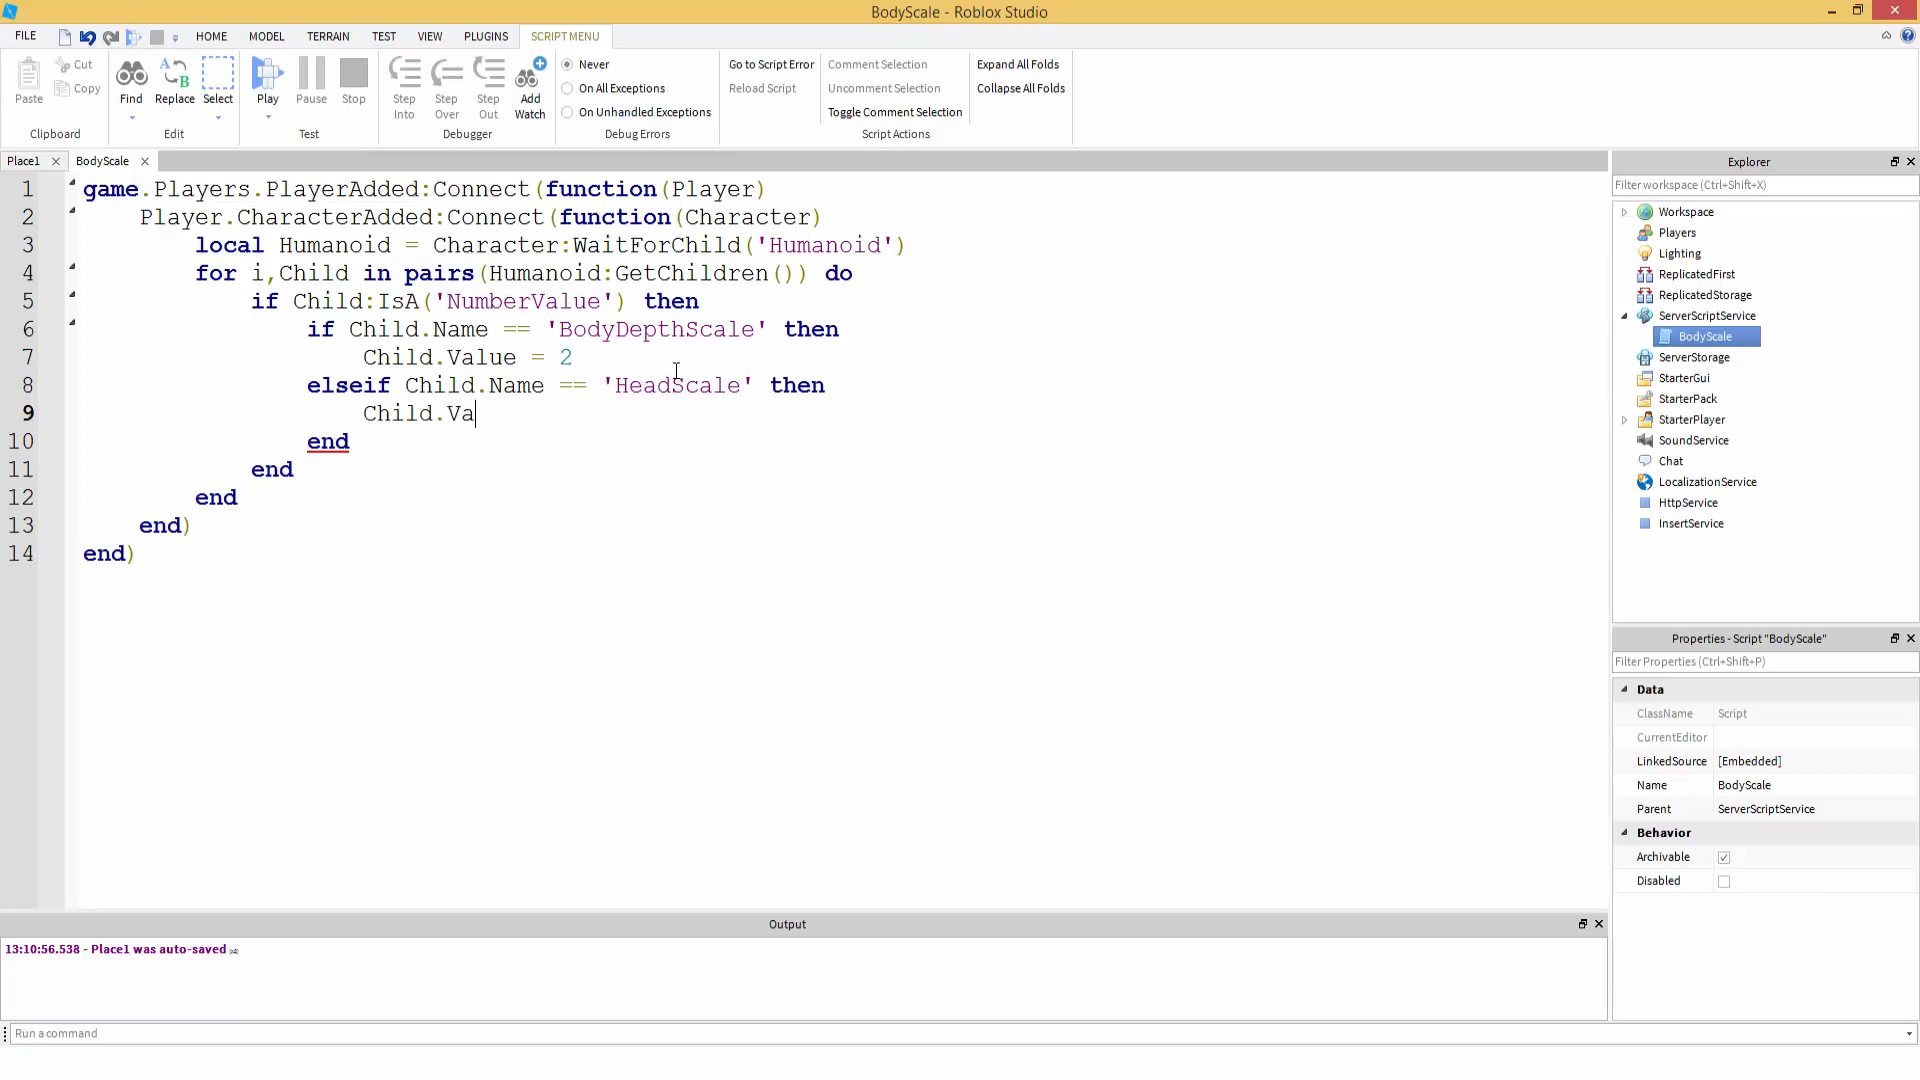 BodyScale - Roblox Studio
FILE HOME MODEL TERRAIN TEST VIEW PLUGINS SCRIPT MENU
Paste
Cut
Copy
Clipboard
Find
Replace
Select
Edit
Play
Pause
Stop
Test
Step Into
Step Over
Step Out
Add Watch
Debugger
Never
On All Exceptions
On Unhandled Exceptions
Debug Errors
Go to Script Error
Reload Script
Comment Selection
Uncomment Selection
Toggle Comment Selection
Script Actions
Expand All Folds
Collapse All Folds
Place1 BodyScale
1 game.Players.PlayerAdded:Connect(function(Player)
2 Player.CharacterAdded:Connect(function(Character)
3 local Humanoid = Character:WaitForChild('Humanoid')
4 for i,Child in pairs(Humanoid:GetChildren()) do
5 if Child:IsA('NumberValue') then
6 if Child.Name == 'BodyDepthScale' then
7 Child.Value = 2
8 elseif Child.Name == 'HeadScale' then
9 Child.Va
10 end
11 end
12 end
13 end)
14 end)
Explorer
Filter workspace (Ctrl+Shift+X)
Workspace
Players
Lighting
ReplicatedFirst
ReplicatedStorage
ServerScriptService
BodyScale
ServerStorage
StarterGui
StarterPack
StarterPlayer
SoundService
Chat
LocalizationService
HttpService
InsertService
Properties - Script "BodyScale"
Filter Properties (Ctrl+Shift+P)
Data
ClassName Script
CurrentEditor
LinkedSource [Embedded]
Name BodyScale
Parent ServerScriptService
Behavior
Archivable
Disabled
Output
13:10:56.538 - Place1 was auto-saved
Run a command